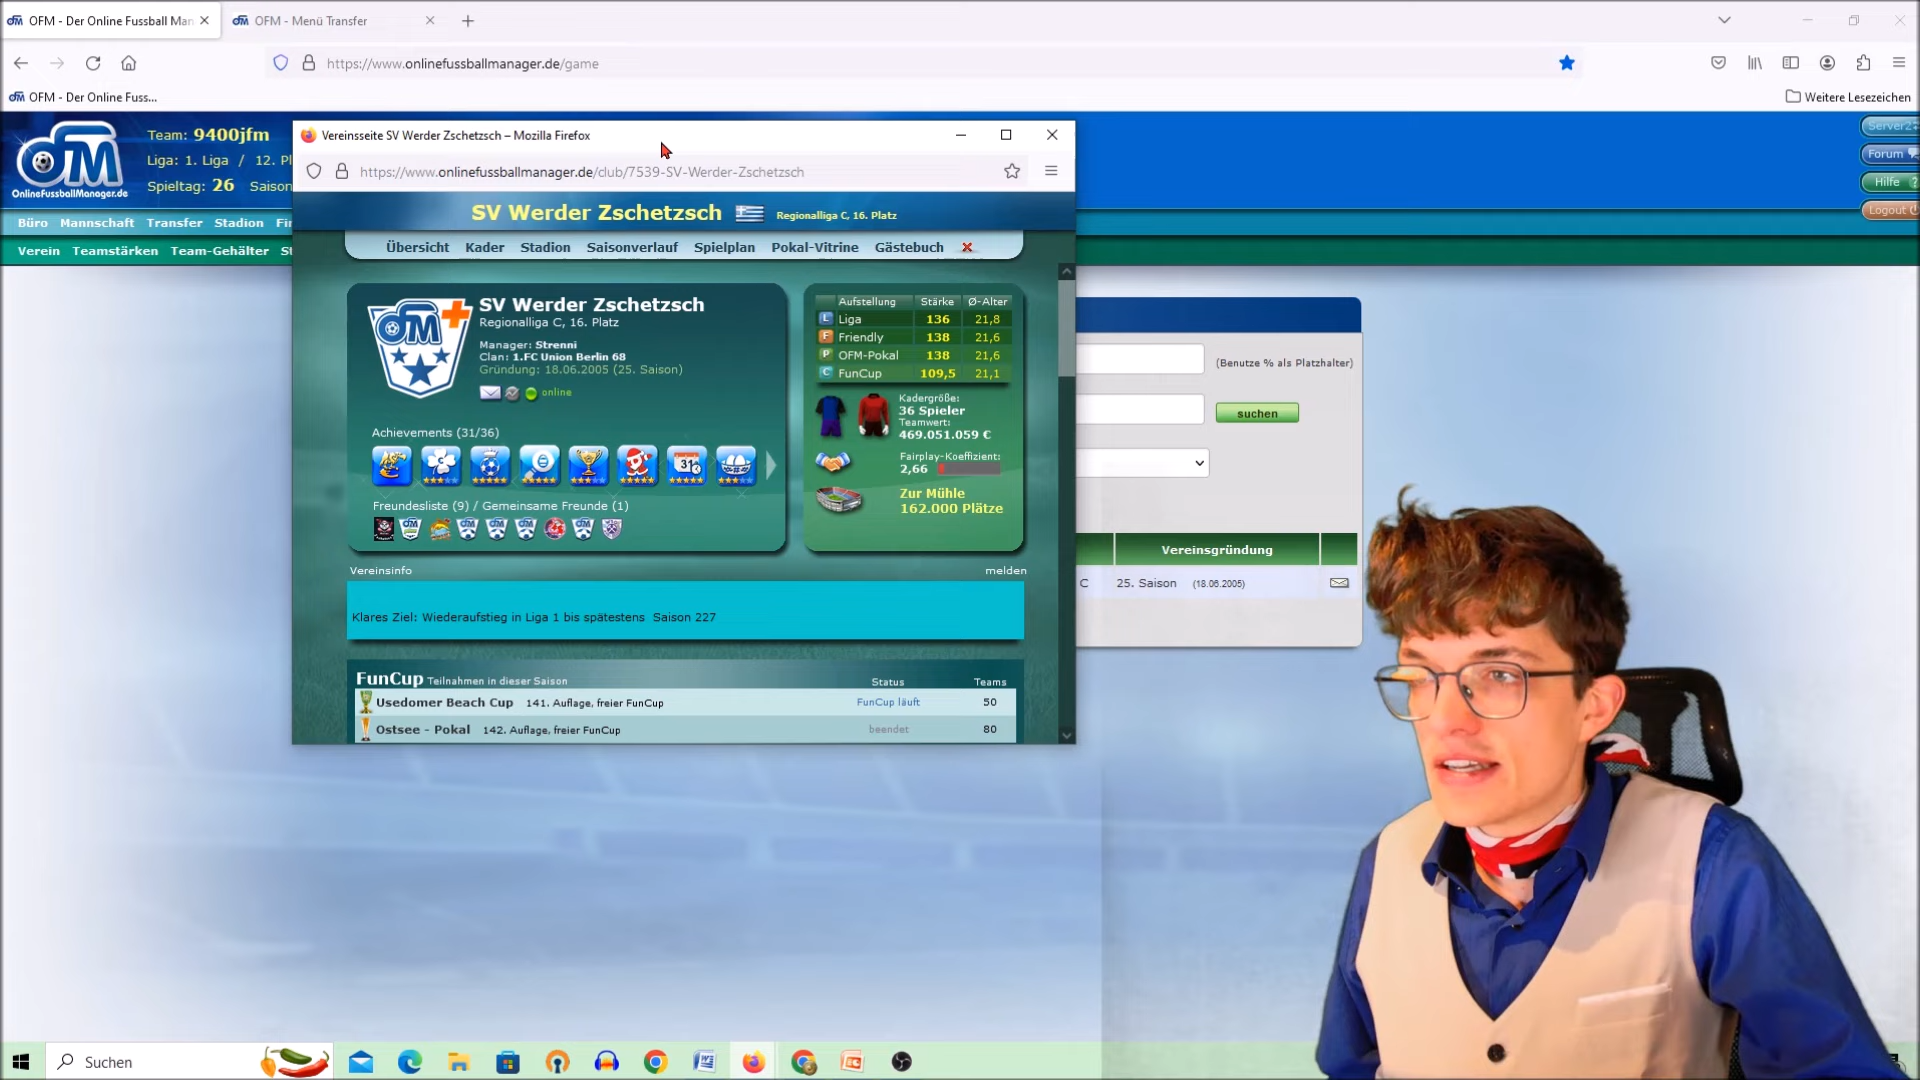 OFM - Der Online Fussball Man
OFM - Menü Transfer
https://www.onlinefussballmanager.de/game
OFM - Der Online Fuss...
Weitere Lesezeichen
OFM
OnlineFussballManager.de
Team: 9400jfm
Liga: 1. Liga / 12. Pl
Spieltag: 26 Saison
Server2
Forum
Hilfe ?
Logout
Büro Mannschaft Transfer Stadion Fin
Verein Teamstärken Team-Gehälter St
Vereinsseite SV Werder Zschetzsch – Mozilla Firefox
https://www.onlinefussballmanager.de/club/7539-SV-Werder-Zschetzsch
SV Werder Zschetzsch Regionalliga C, 16. Platz
Übersicht Kader Stadion Saisonverlauf Spielplan Pokal-Vitrine Gästebuch
SV Werder Zschetzsch
Regionalliga C, 16. Platz
Manager: Strenni
Clan: 1.FC Union Berlin 68
Gründung: 18.06.2005 (25. Saison)
online
Achievements (31/36)
31
Freundesliste (9) / Gemeinsame Freunde (1)
Aufstellung Stärke Ø-Alter
L Liga 136 21,8
F Friendly 138 21,6
P OFM-Pokal 138 21,6
C FunCup 109,5 21,1
Kadergröße:
36 Spieler
Teamwert:
469.051.059 €
Fairplay-Koeffizient:
2,66
Zur Mühle
162.000 Plätze
Vereinsinfo melden
Klares Ziel: Wiederaufstieg in Liga 1 bis spätestens Saison 227
FunCup Teilnahmen in dieser Saison Status Teams
Usedomer Beach Cup 141. Auflage, freier FunCup FunCup läuft 50
Ostsee - Pokal 142. Auflage, freier FunCup beendet 80
(Benutze % als Platzhalter)
suchen
Vereinsgründung
C 25. Saison (18.06.2005)
Suchen